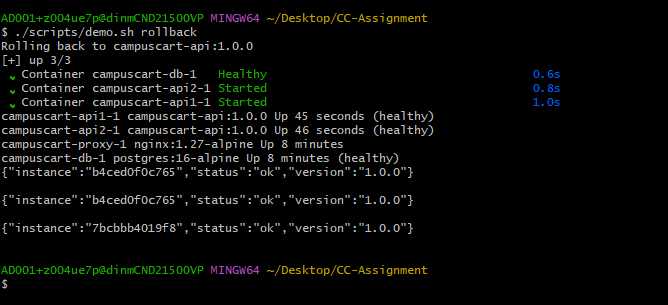 AD001+z004ue7p@dinmCND21500VP MINGW64 ~/Desktop/CC-Assignment
$ ./scripts/demo.sh rollback
Rolling back to campuscart-api:1.0.0
[+] up 3/3
✔ Container campuscart-db-1 Healthy 0.6s
✔ Container campuscart-api2-1 Started 0.8s
✔ Container campuscart-api1-1 Started 1.0s
campuscart-api1-1 campuscart-api:1.0.0 Up 45 seconds (healthy)
campuscart-api2-1 campuscart-api:1.0.0 Up 46 seconds (healthy)
campuscart-proxy-1 nginx:1.27-alpine Up 8 minutes
campuscart-db-1 postgres:16-alpine Up 8 minutes (healthy)
{"instance":"b4ced0f0c765","status":"ok","version":"1.0.0"}
{"instance":"b4ced0f0c765","status":"ok","version":"1.0.0"}
{"instance":"7bcbbb4019f8","status":"ok","version":"1.0.0"}
AD001+z004ue7p@dinmCND21500VP MINGW64 ~/Desktop/CC-Assignment
$